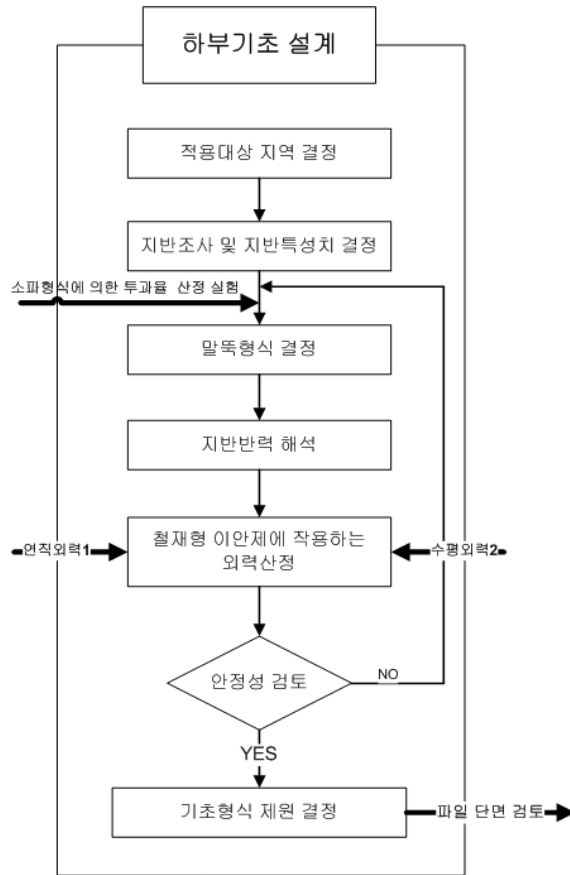 하부기초 설계
적용대상 지역 결정
지반조사 및 지반특성치 결정
소파형식에 의한 투과율 산정 실험
말뚝형식 결정
지반반력 해석
연직외력1
철재형 이안제에 작용하는
외력산정
수평외력2
안정성 검토
NO
YES
기초형식 제원 결정
파일 단면 검토